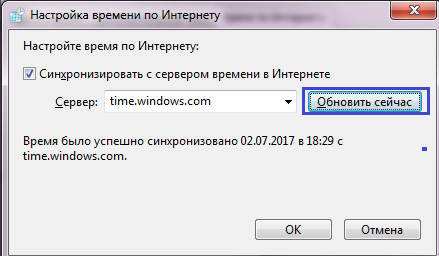 Настройка времени по Интернету
Настройте время по Интернету:
Синхронизировать с сервером времени в Интернете
Сервер: time.windows.com Обновить сейчас
Время было успешно синхронизовано 02.07.2017 в 18:29 с
time.windows.com.
OK Отмена